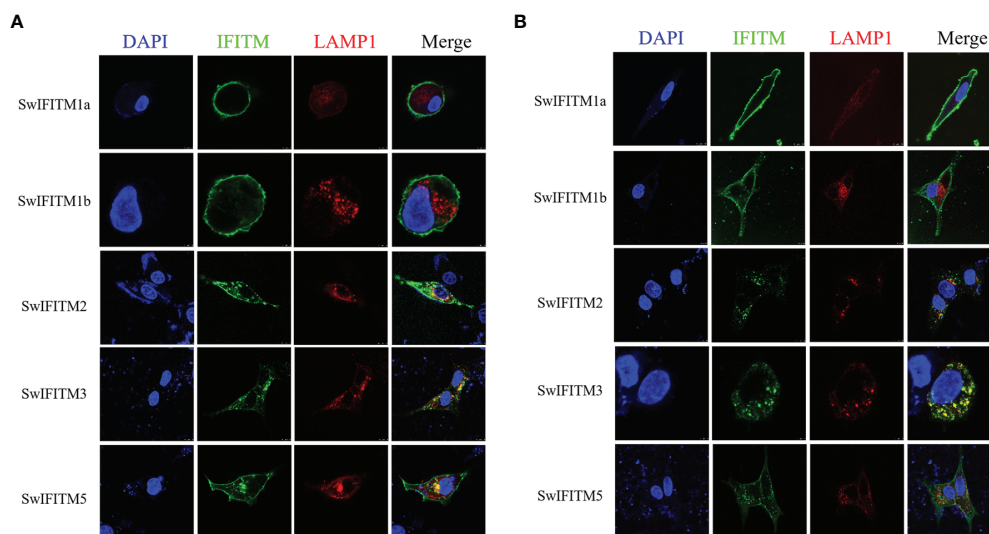 A
DAPI IFITM LAMP1 Merge
SwIFITM1a
SwIFITM1b
SwIFITM2
SwIFITM3
SwIFITM5
B
DAPI IFITM LAMP1 Merge
SwIFITM1a
SwIFITM1b
SwIFITM2
SwIFITM3
SwIFITM5